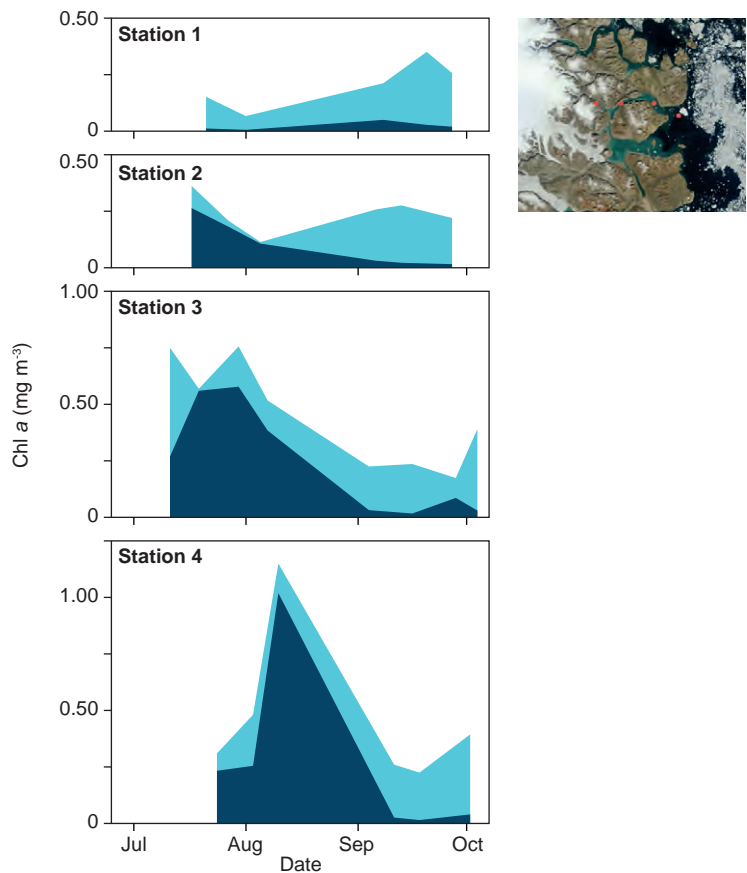 0.50
Station 1
0
0.50
Station 2
0
1.00
Station 3
0.50
0
Station 4
1.00
0.50
0
Chl a (mg m⁻³)
Jul Aug Sep Oct
Date